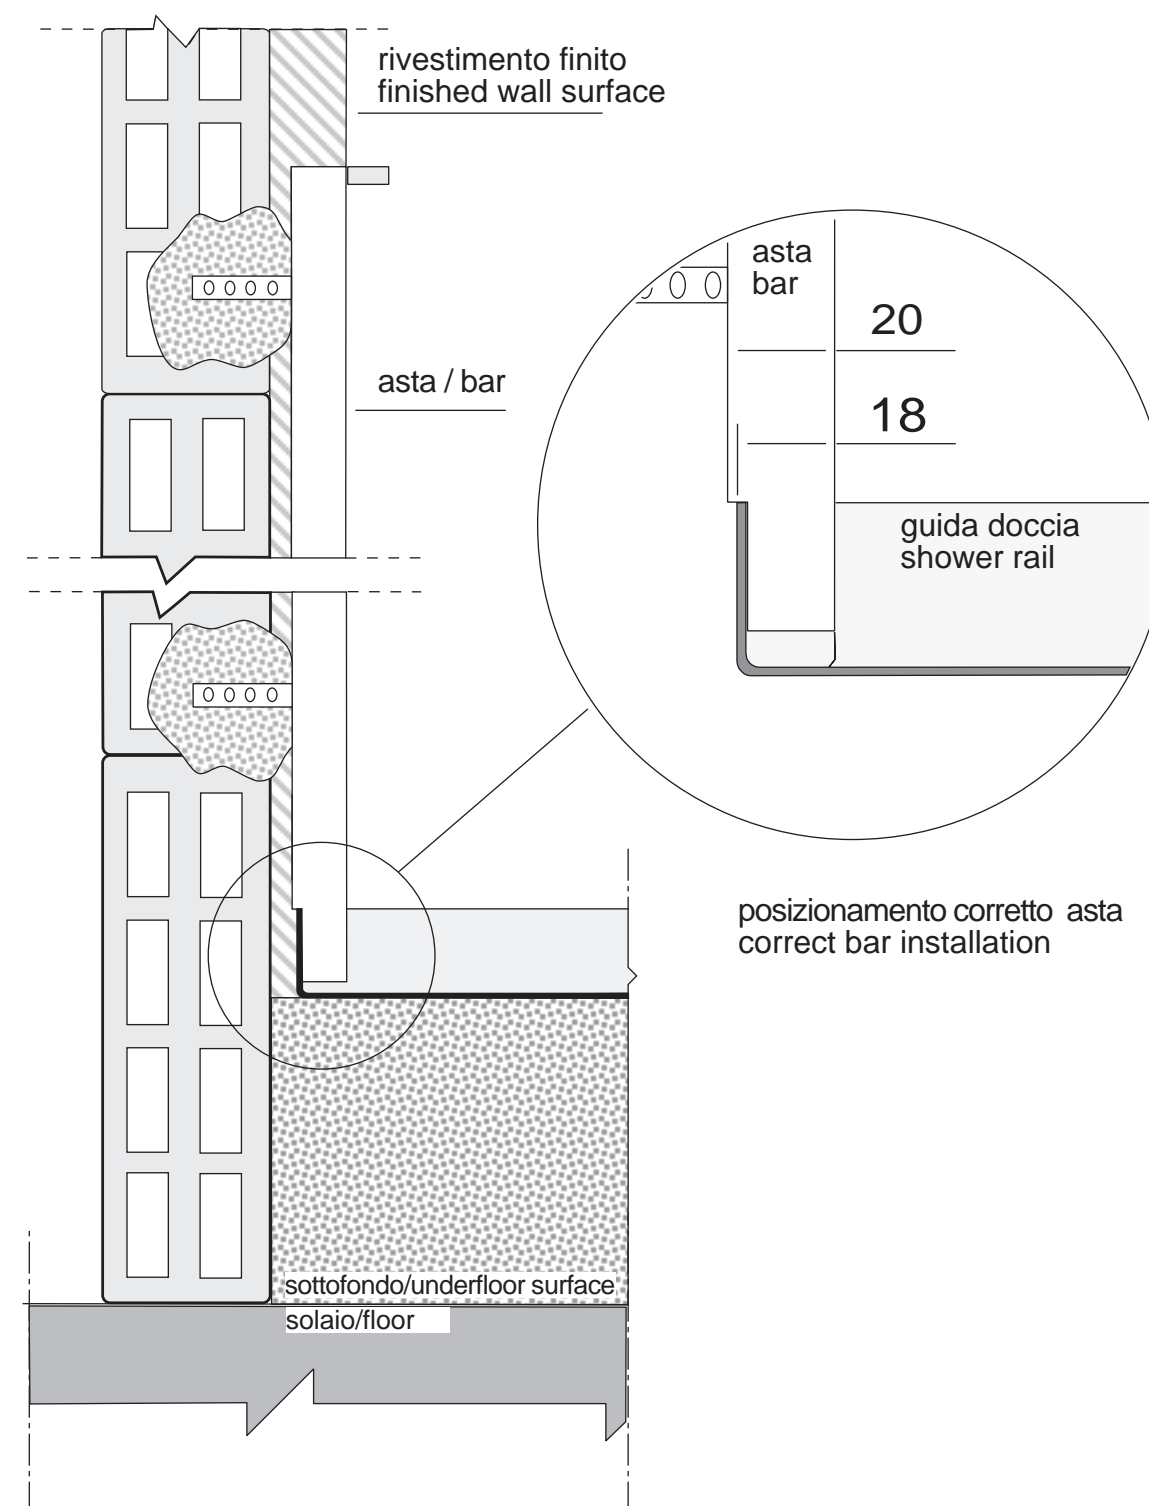 rivestimento finito
finished wall surface
asta / bar
asta
bar
20
18
guida doccia
shower rail
posizionamento corretto asta
correct bar installation
sottofondo/underfloor surface
solaio/floor